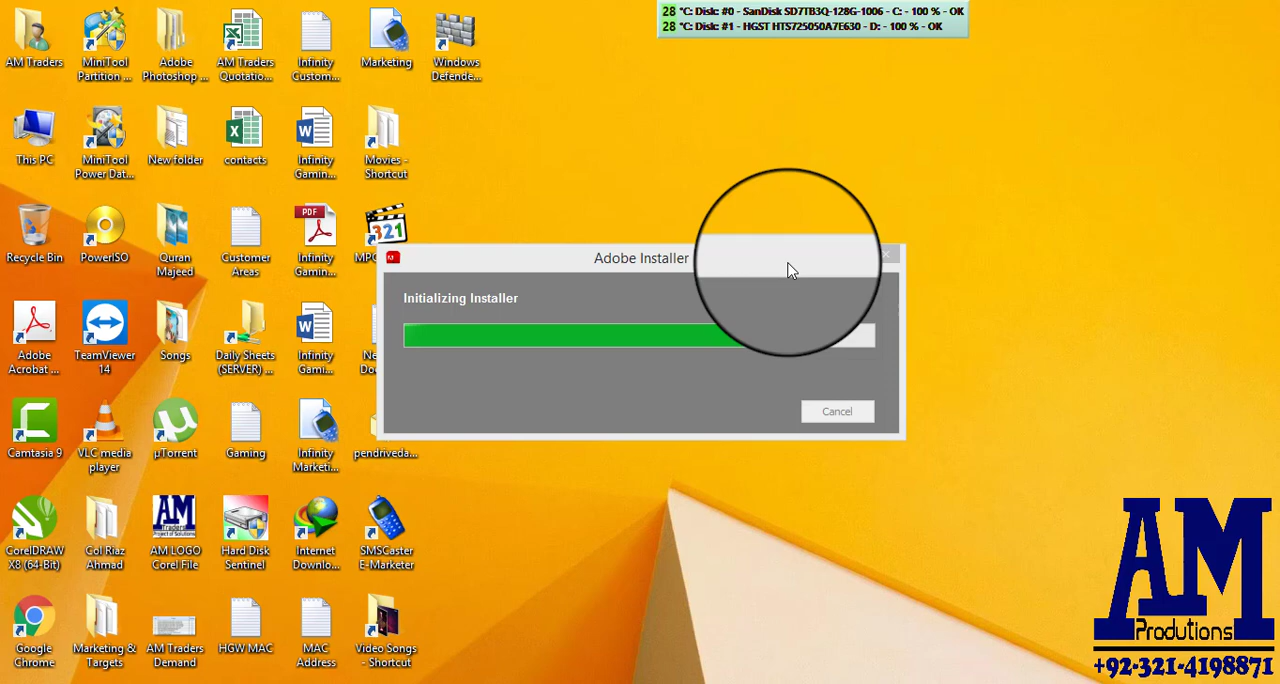 28 °C: Disk: #0 - SanDisk SD7TB3Q-128G-1006 - C: - 100 % - OK
28 °C: Disk: #1 - HGST HTS725050A7E630 - D: - 100 % - OK
AM Traders
MiniTool
Partition ...
Adobe
Photoshop ...
AM Traders
Quotatio...
Infinity
Custom...
Marketing
Windows
Defende...
This PC
MiniTool
Power Dat...
New folder
contacts
Infinity
Gamin...
Movies -
Shortcut
Recycle Bin
PowerISO
Quran
Majeed
Customer
Areas
PDF
Infinity
Gamin...
321
MPC
Adobe Installer
Initializing Installer
Cancel
Adobe
Acrobat ...
TeamViewer
14
Songs
Daily Sheets
(SERVER) ...
Infinity
Gami...
Camtasia 9
VLC media
player
µTorrent
Gaming
Infinity
Marketi...
pendriveda...
CorelDRAW
X8 (64-Bit)
Col Riaz
Ahmad
AM
Traders
AM LOGO
Corel File
Hard Disk
Sentinel
Internet
Downlo...
SMSCaster
E-Marketer
Google
Chrome
Marketing &
Targets
AM Traders
Demand
HGW MAC
MAC
Address
Video Songs
- Shortcut
AM
Produtions
+92-321-4198871